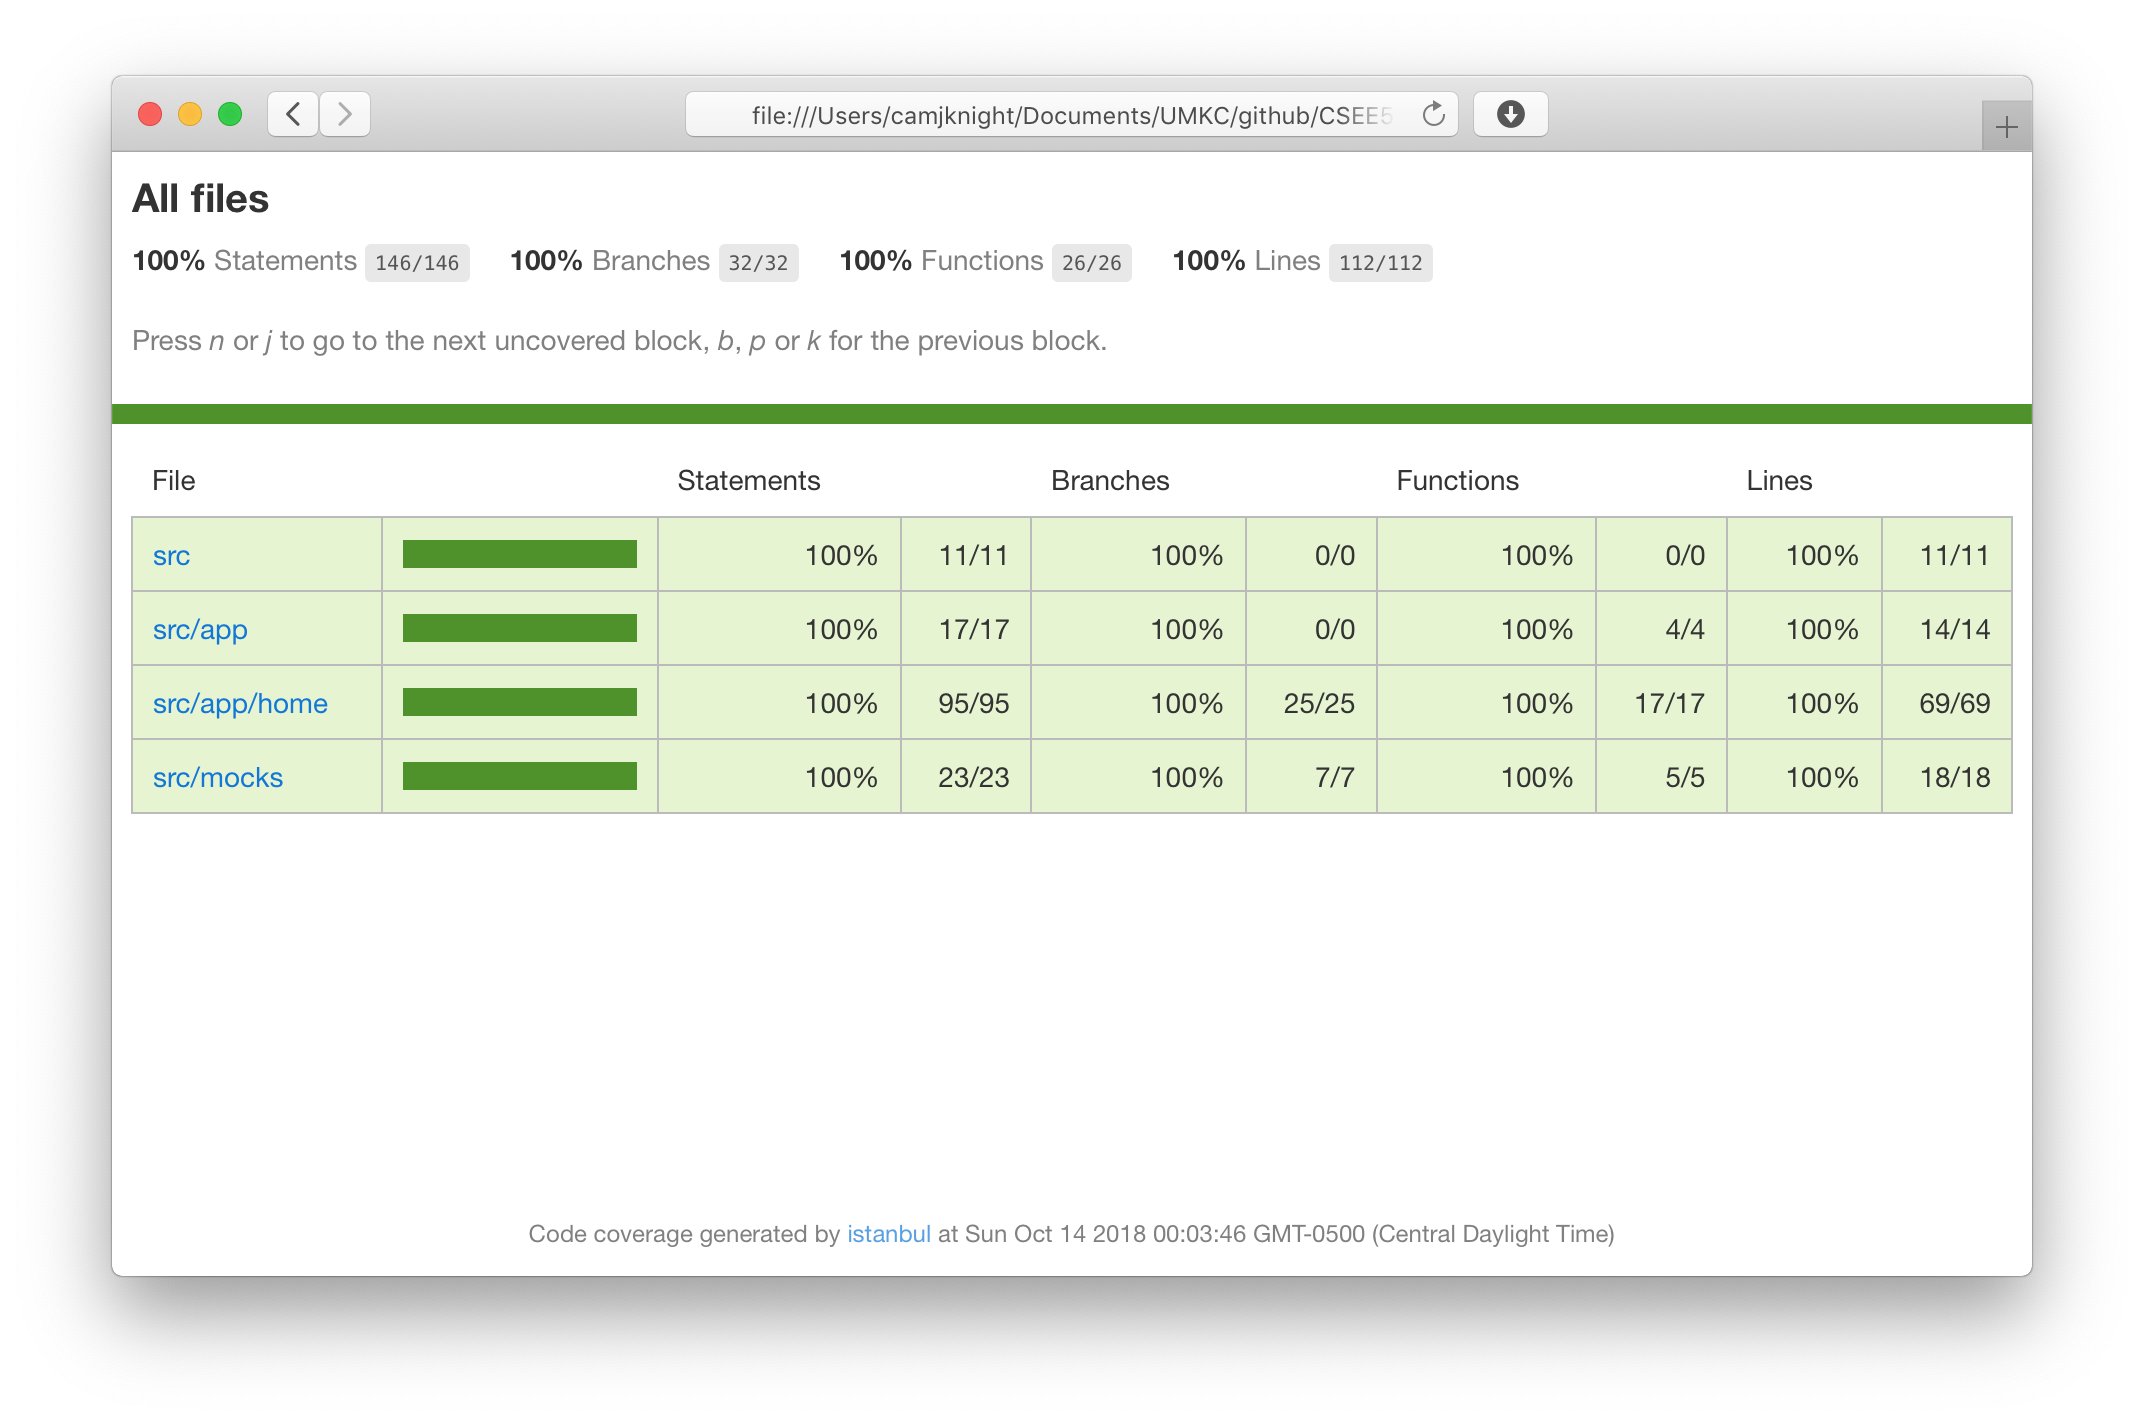 file:///Users/camjknight/Documents/UMKC/github/CSEE5
All files
100% Statements 146/146 100% Branches 32/32 100% Functions 26/26 100% Lines 112/112
Press n or j to go to the next uncovered block, b, p or k for the previous block.
File Statements Branches Functions Lines
src 100% 11/11 100% 0/0 100% 0/0 100% 11/11
src/app 100% 17/17 100% 0/0 100% 4/4 100% 14/14
src/app/home 100% 95/95 100% 25/25 100% 17/17 100% 69/69
src/mocks 100% 23/23 100% 7/7 100% 5/5 100% 18/18
Code coverage generated by istanbul at Sun Oct 14 2018 00:03:46 GMT-0500 (Central Daylight Time)